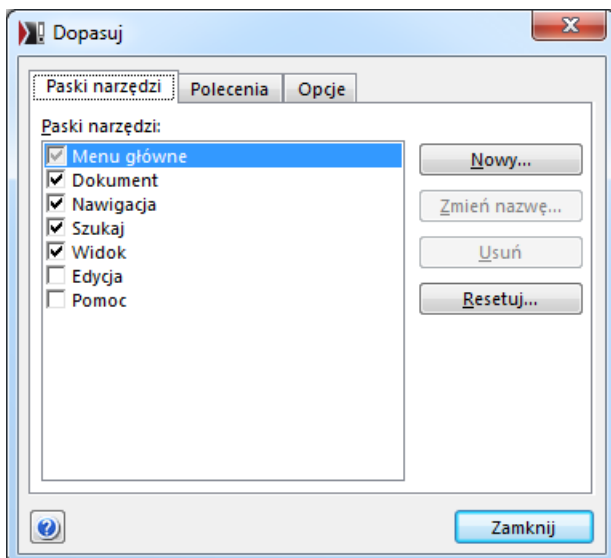 Dopasuj
Paski narzędzi Polecenia Opcje
Paski narzędzi:
Menu główne
Dokument
Nawigacja
Szukaj
Widok
Edycja
Pomoc
Nowy...
Zmień nazwę...
Usuń
Resetuj...
Zamknij